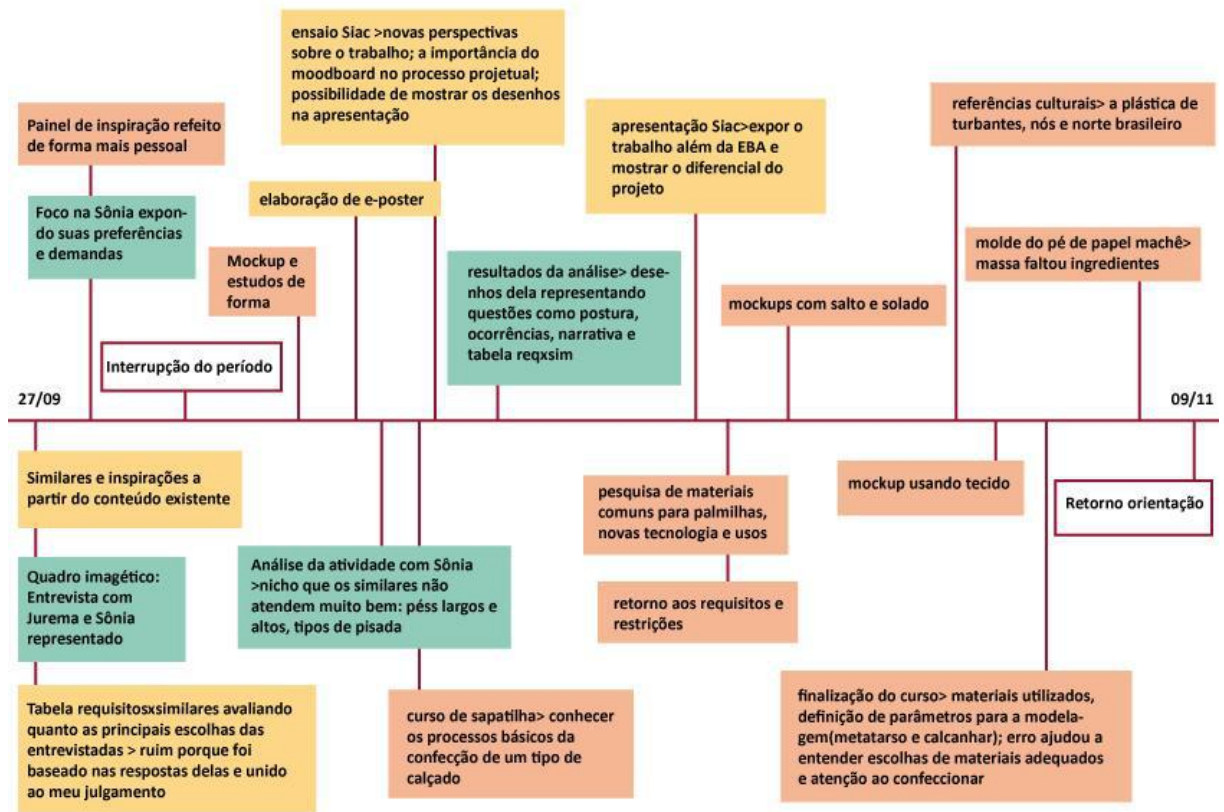 ensaio Siac >novas perspectivas
sobre o trabalho; a importância do
moodboard no processo projetual;
possibilidade de mostrar os desenhos
na apresentação
Painel de inspiração refeito
de forma mais pessoal
apresentação Siac>expor o
trabalho além da EBA e
mostrar o diferencial do
projeto
referências culturais> a plástica de
turbantes, nós e norte brasileiro
Foco na Sônia expon-
do suas preferências
e demandas
elaboração de e-poster
Mockup e
estudos de
forma
resultados da análise> dese-
nhos dela representando
questões como postura,
ocorrências, narrativa e
tabela reqxsim
molde do pé de papel machê>
massa faltou ingredientes
mockups com salto e solado
Interrupção do período
27/09
09/11
Similares e inspirações a
partir do conteúdo existente
Quadro imagético:
Entrevista com
Jurema e Sônia
representado
Tabela requisitosxsimilares avaliando
quanto as principais escolhas das
entrevistadas > ruim porque foi
baseado nas respostas delas e unido
ao meu julgamento
Análise da atividade com Sônia
>nicho que os similares não
atendem muito bem: péss largos e
altos, tipos de pisada
curso de sapatilha> conhecer
os processos básicos da
confecção de um tipo de
calçado
pesquisa de materiais
comuns para palmilhas,
novas tecnologia e usos
retorno aos requisitos e
restrições
mockup usando tecido
Retorno orientação
finalização do curso> materiais utilizados,
definição de parâmetros para a modela-
gem(metatarso e calcanhar); erro ajudou a
entender escolhas de materiais adequados
e atenção ao confeccionar